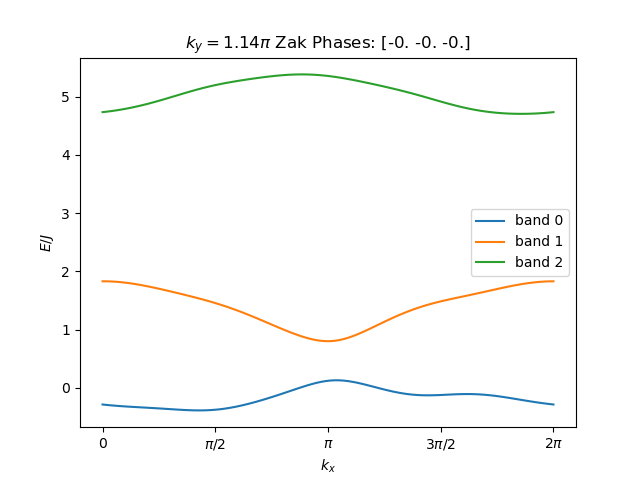 k_y = 1.14π Zak Phases: [-0. -0. -0.]
5
4
3
2
1
0
E/J
band 0
band 1
band 2
0
π/2
π
3π/2
2π
k_x